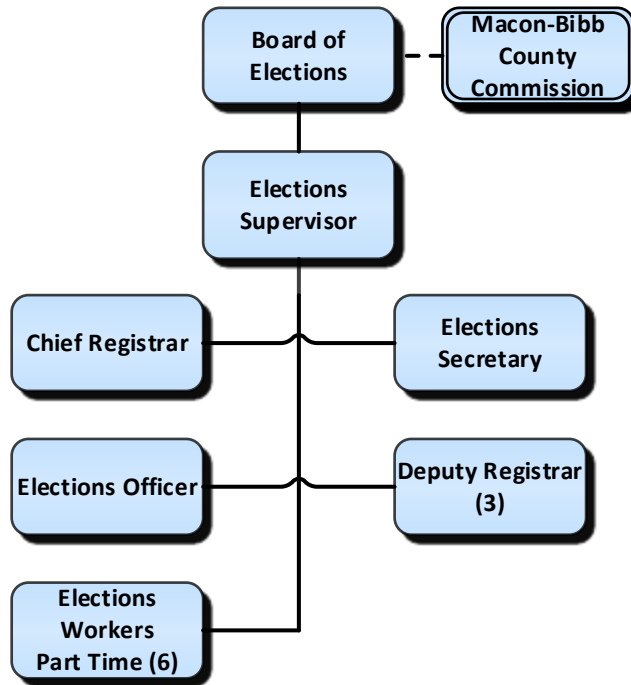 Board of
Elections
Macon-Bibb
County
Commission
Elections
Supervisor
Chief Registrar
Elections
Secretary
Elections Officer
Deputy Registrar
(3)
Elections
Workers
Part Time (6)